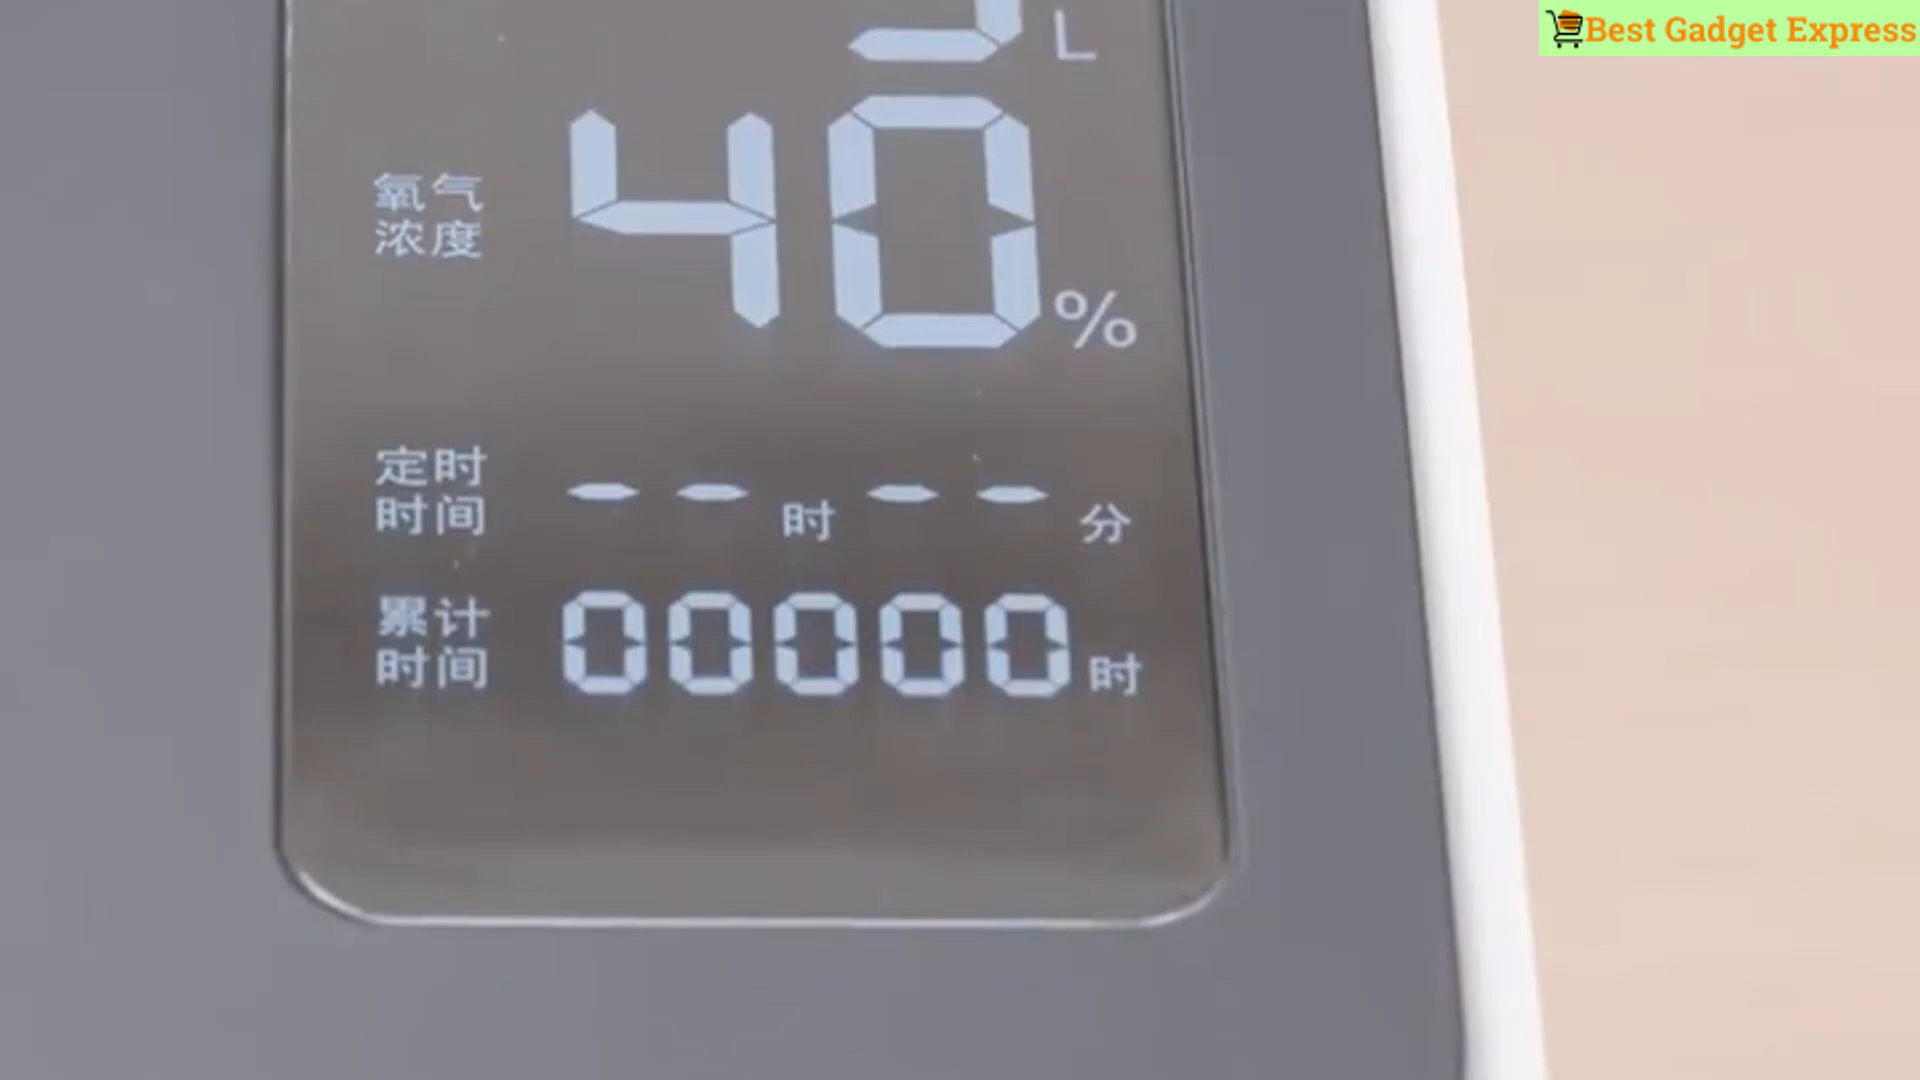 Best Gadget Express
L
氧气
浓度
40%
定时
时间
-- 时 -- 分
累计
时间
00000 时